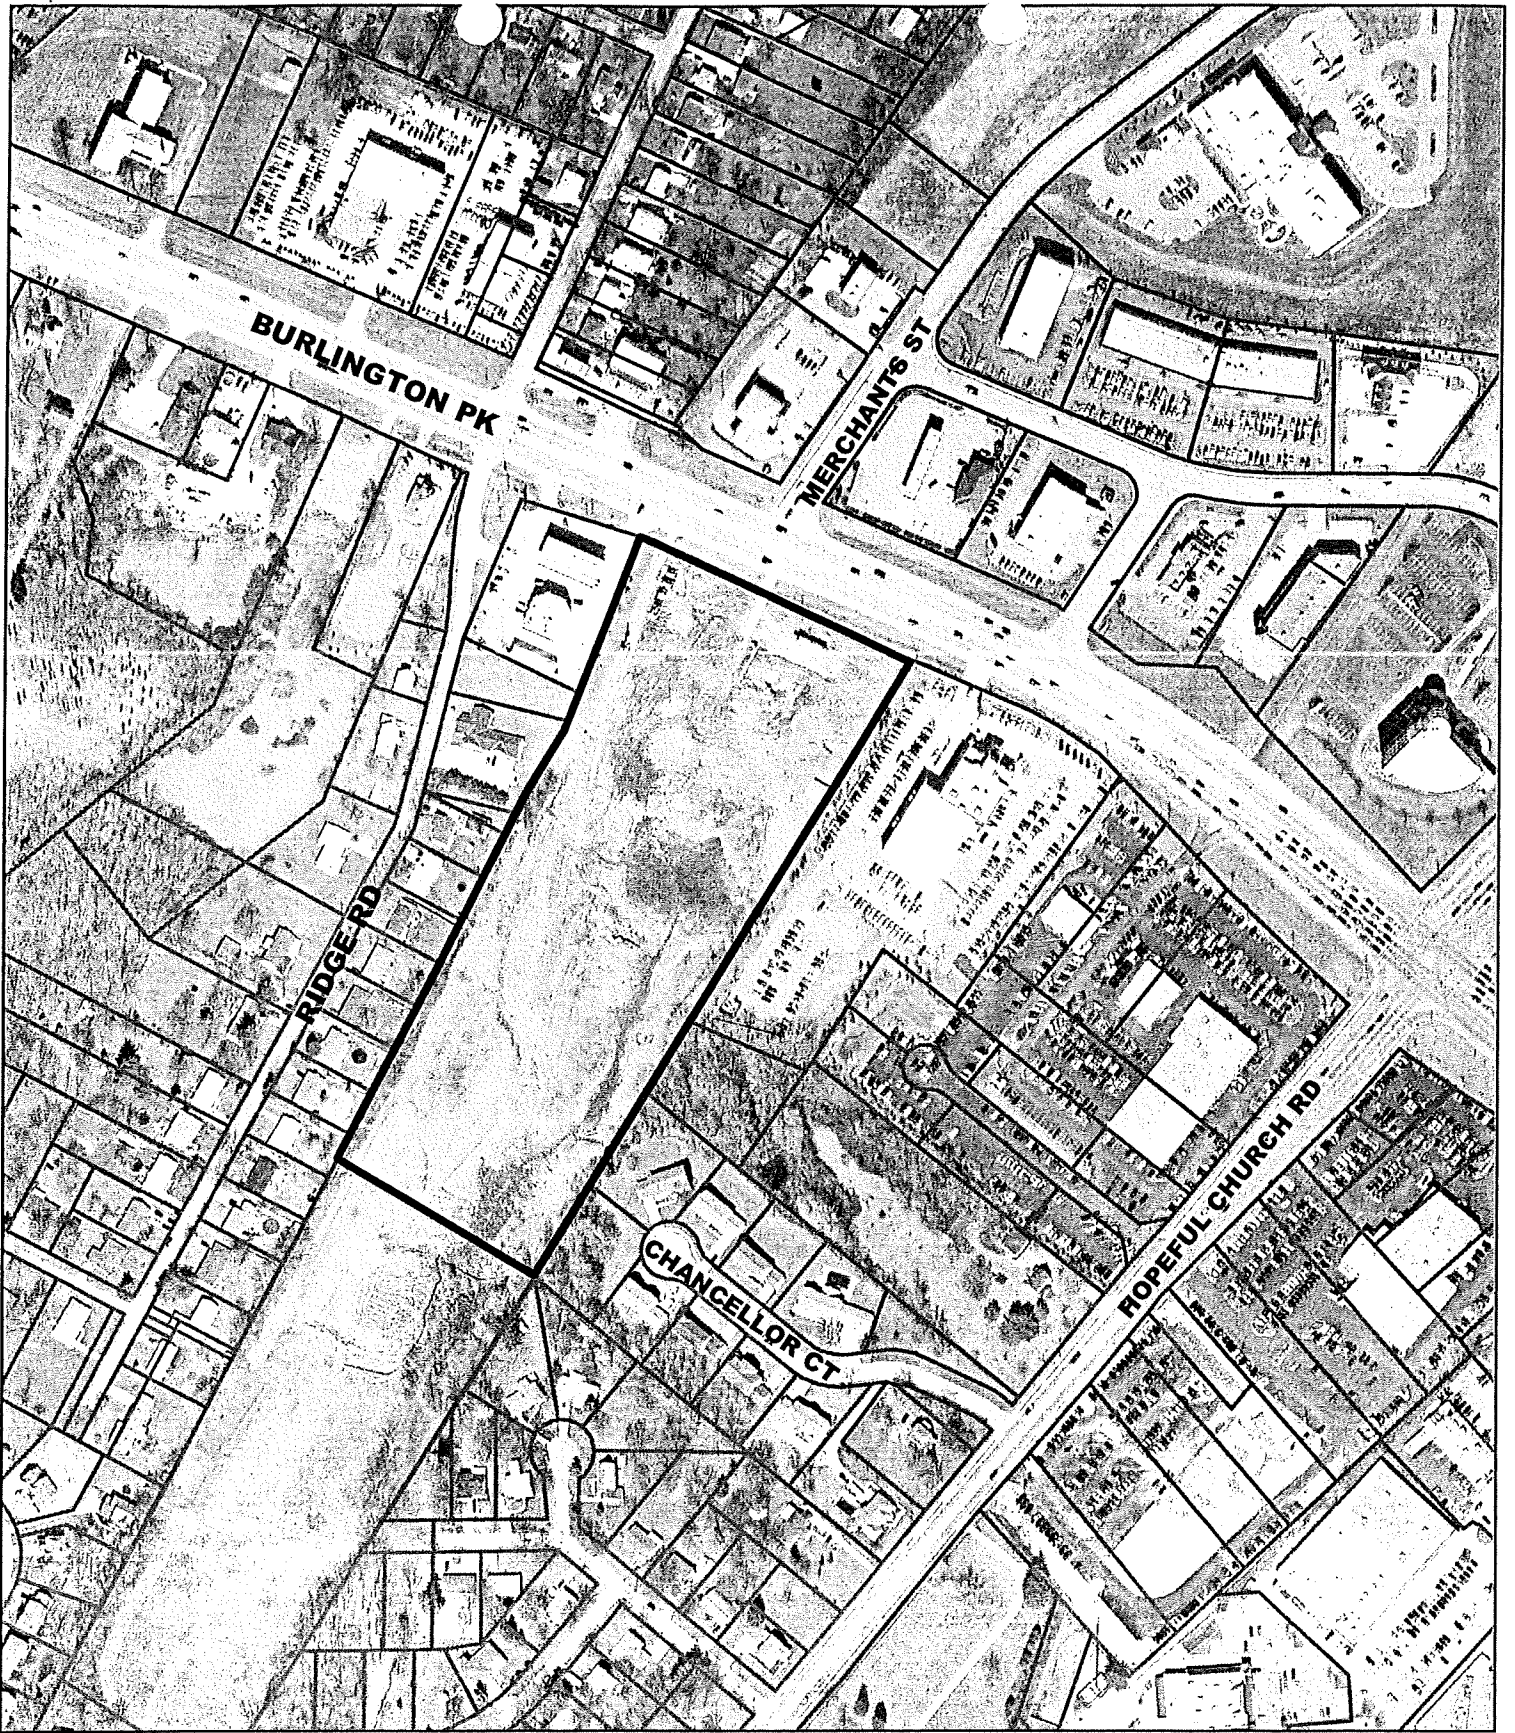 BURLINGTON PK
MERCHANTS ST
RIDGE RD
HOPEFUL CHURCH RD
CHANCELLOR CT